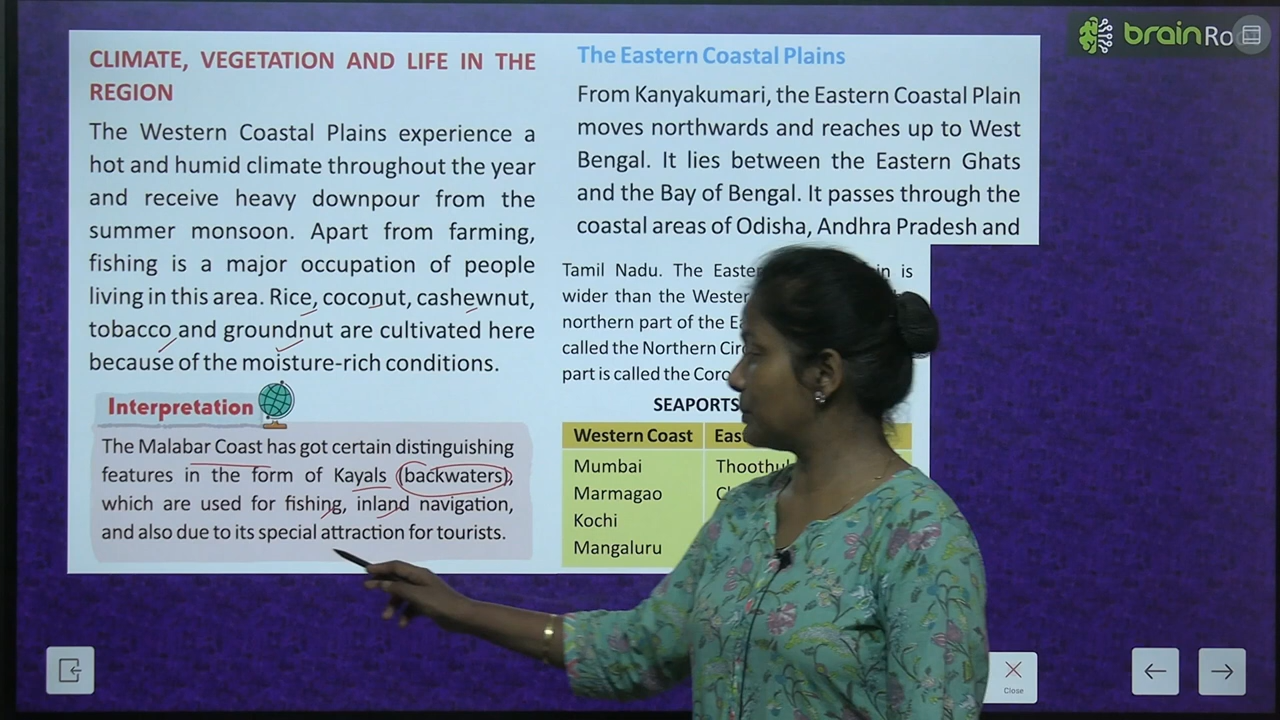 CLIMATE, VEGETATION AND LIFE IN THE
REGION
The Western Coastal Plains experience a
hot and humid climate throughout the year
and receive heavy downpour from the
summer monsoon. Apart from farming,
fishing is a major occupation of people
living in this area. Rice, coconut, cashewnut,
tobacco and groundnut are cultivated here
because of the moisture-rich conditions.
Interpretation
The Malabar Coast has got certain distinguishing
features in the form of Kayals (backwaters),
which are used for fishing, inland navigation,
and also due to its special attraction for tourists.
The Eastern Coastal Plains
From Kanyakumari, the Eastern Coastal Plain
moves northwards and reaches up to West
Bengal. It lies between the Eastern Ghats
and the Bay of Bengal. It passes through the
coastal areas of Odisha, Andhra Pradesh and
Tamil Nadu. The is
wider than the
northern part of the
called the Northern
part is called the
SEAPORTS
Western Coast
Mumbai
Marmagao
Kochi
Mangaluru
brain
Close